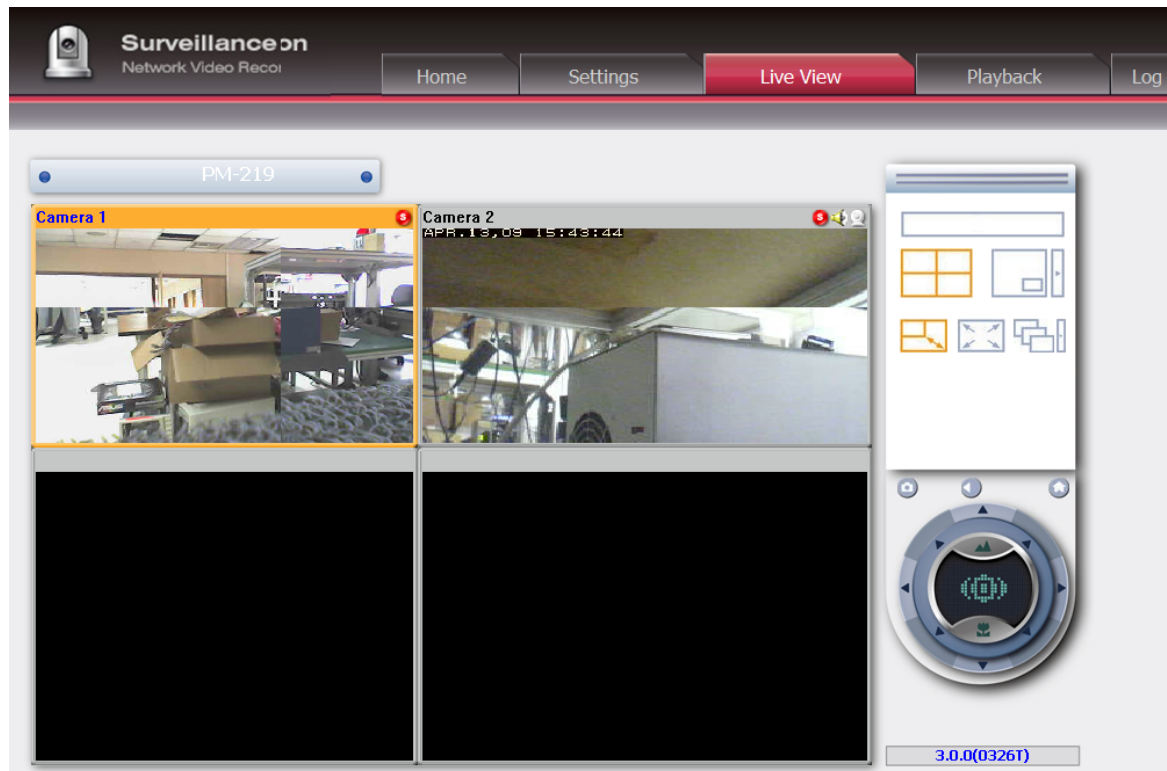 Surveillanceon
Network Video Recor
Home
Settings
Live View
Playback
Log
PM-219
Camera 1
S
Camera 2
S
APR.13,09 15:43:44
3.0.0(0326T)